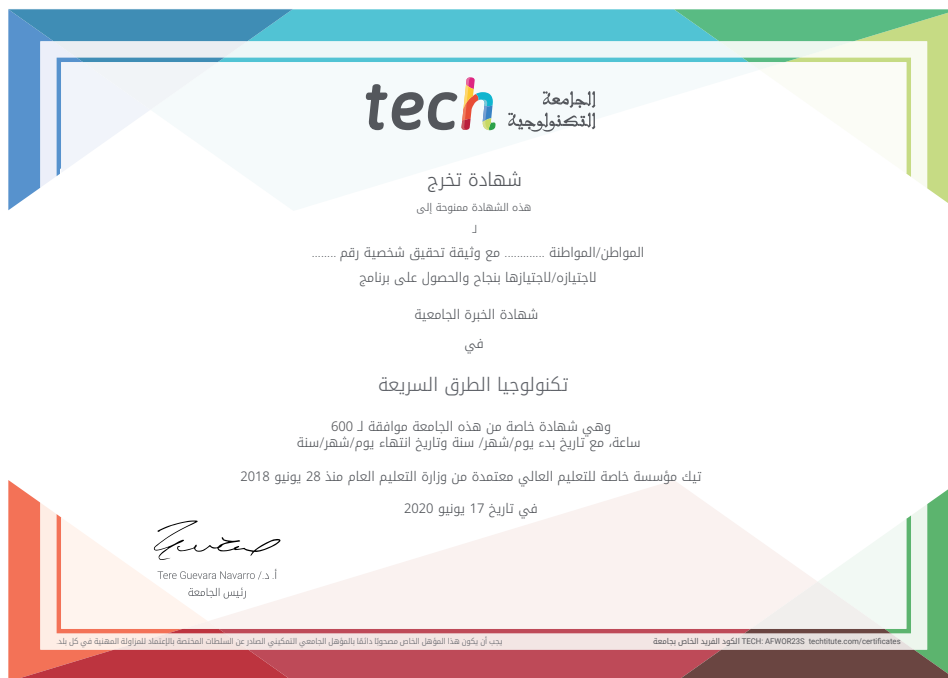 tech الجامعة
التكنولوجية
شهادة تخرج
هذه الشهادة ممنوحة إلى
لـ
المواطن/المواطنة ............ مع وثيقة تحقيق شخصية رقم ........
لاجتيازه/لاجتيازها بنجاح والحصول على برنامج
شهادة الخبرة الجامعية
في
تكنولوجيا الطرق السريعة
وهي شهادة خاصة من هذه الجامعة موافقة لـ 600
ساعة، مع تاريخ بدء يوم/شهر/ سنة وتاريخ انتهاء يوم/شهر/سنة
تيك مؤسسة خاصة للتعليم العالي معتمدة من وزارة التعليم العام منذ 28 يونيو 2018
في تاريخ 17 يونيو 2020
أ. د./ Tere Guevara Navarro
رئيس الجامعة
يجب أن يكون هذا المؤهل الخاص مصحوبًا دائمًا بالمؤهل الجامعي التمكيني الصادر عن السلطات المختصة بالإعتماد للمزاولة المهنية في كل بلد.
الكود الفريد الخاص بجامعة TECH: AFWOR23S techtitute.com/certificates